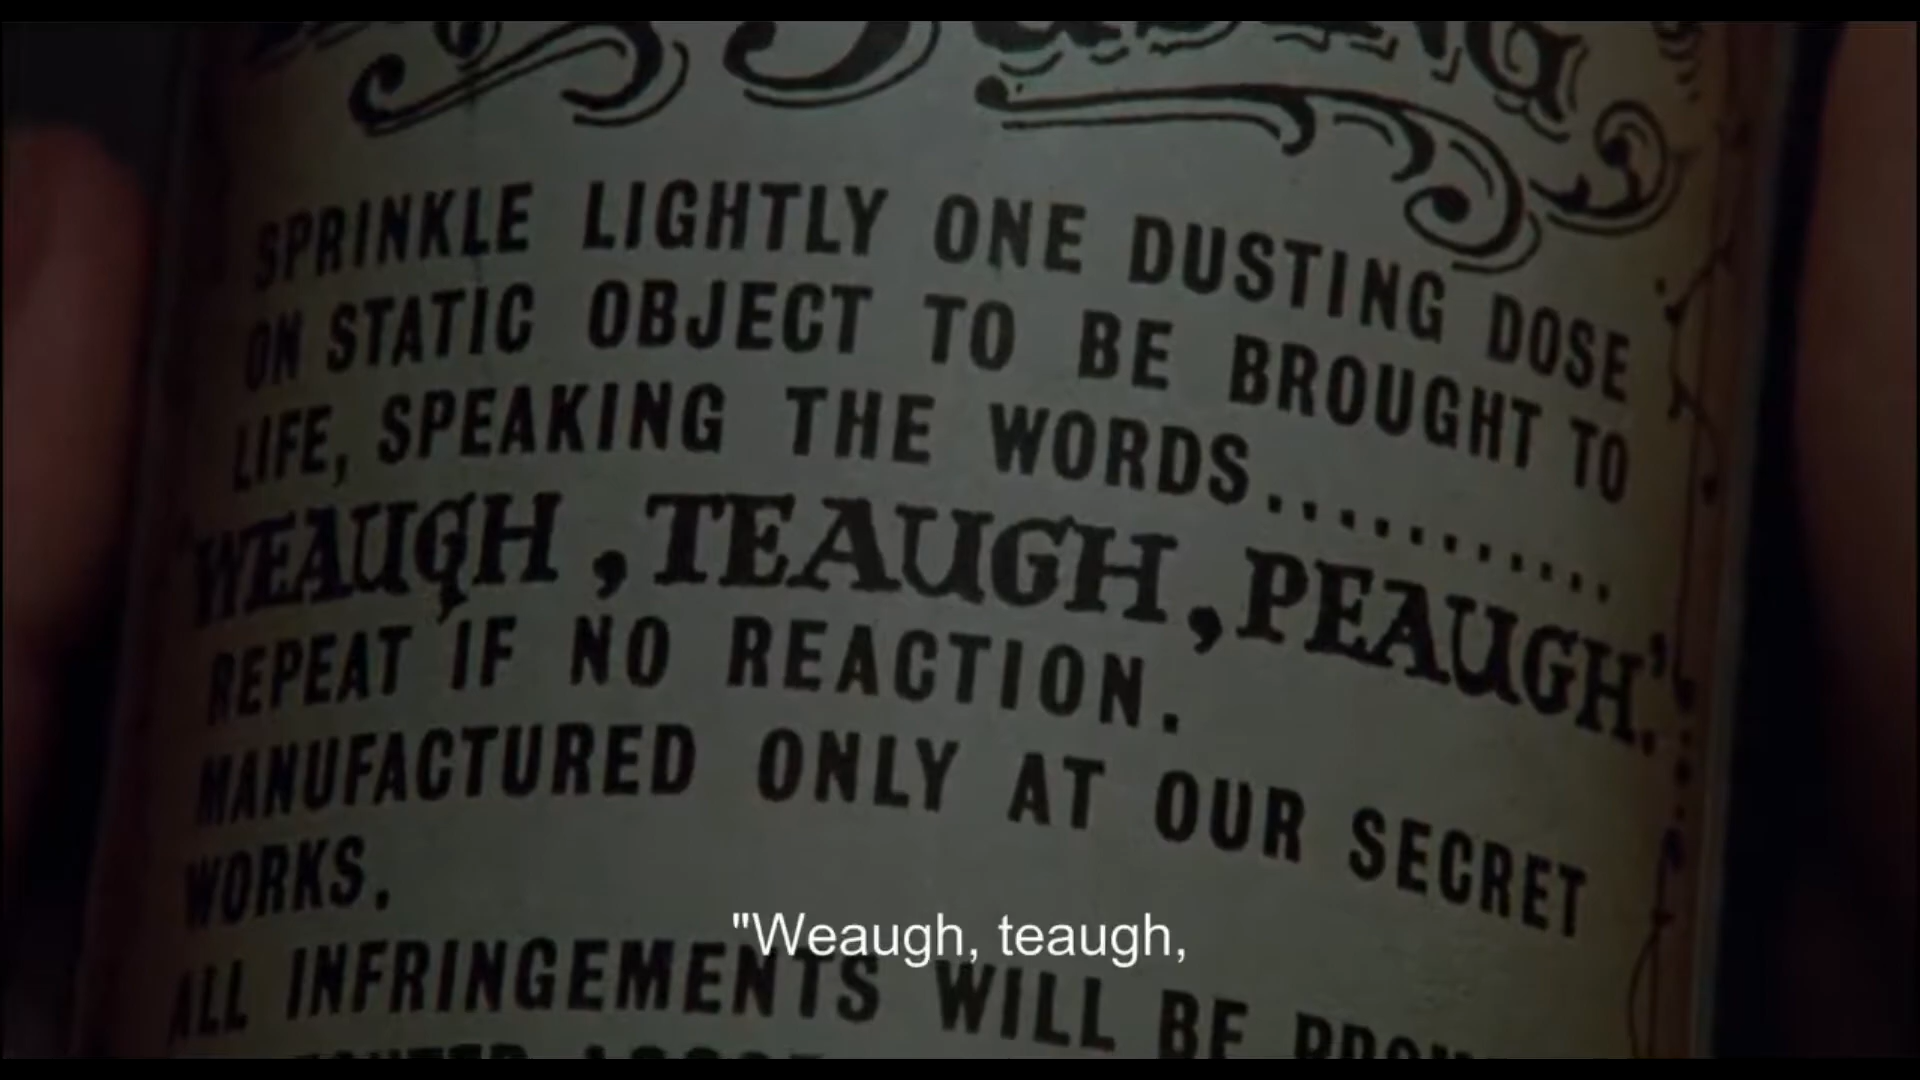 SPRINKLE LIGHTLY ONE DUSTING DOSE
ON STATIC OBJECT TO BE BROUGHT TO
LIFE, SPEAKING THE WORDS...........
WEAUGH, TEAUGH, PEAUGH.
REPEAT IF NO REACTION.
MANUFACTURED ONLY AT OUR SECRET
WORKS.
"Weaugh, teaugh,
ALL INFRINGEMENTS WILL BE